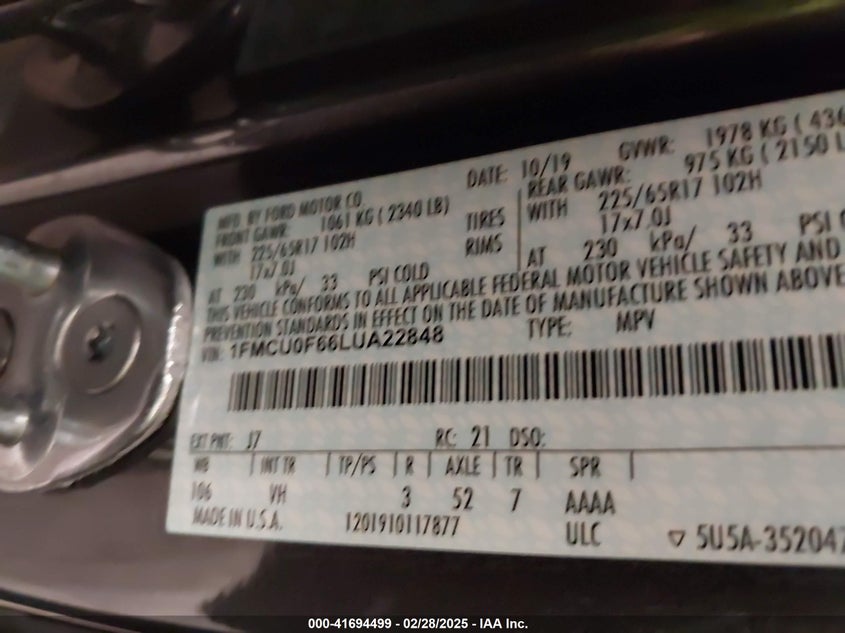 MFD. BY FORD MOTOR CO. DATE: 10/19 GVWR: 1978 KG ( 436
FRONT GAWR: 1061 KG ( 2340 LB) REAR GAWR: 975 KG ( 2150 L
WITH 225/65R17 102H TIRES WITH 225/65R17 102H
17x7.0J RIMS 17x7.0J
AT 230 kPa/ 33 PSI COLD AT 230 kPa/ 33 PSI C
THIS VEHICLE CONFORMS TO ALL APPLICABLE FEDERAL MOTOR VEHICLE SAFETY AND
PREVENTION STANDARDS IN EFFECT ON THE DATE OF MANUFACTURE SHOWN ABOVE
VIN: 1FMCU0F66LUA22848 TYPE: MPV
EXT PNT: J7 RC: 21 DSO:
WB INT TR TP/PS R AXLE TR SPR
106 VH 3 52 7 AAAA
MADE IN U.S.A. 1201910117877 ULC ▽ 5U5A-352047
000-41694499 - 02/28/2025 - IAA Inc.